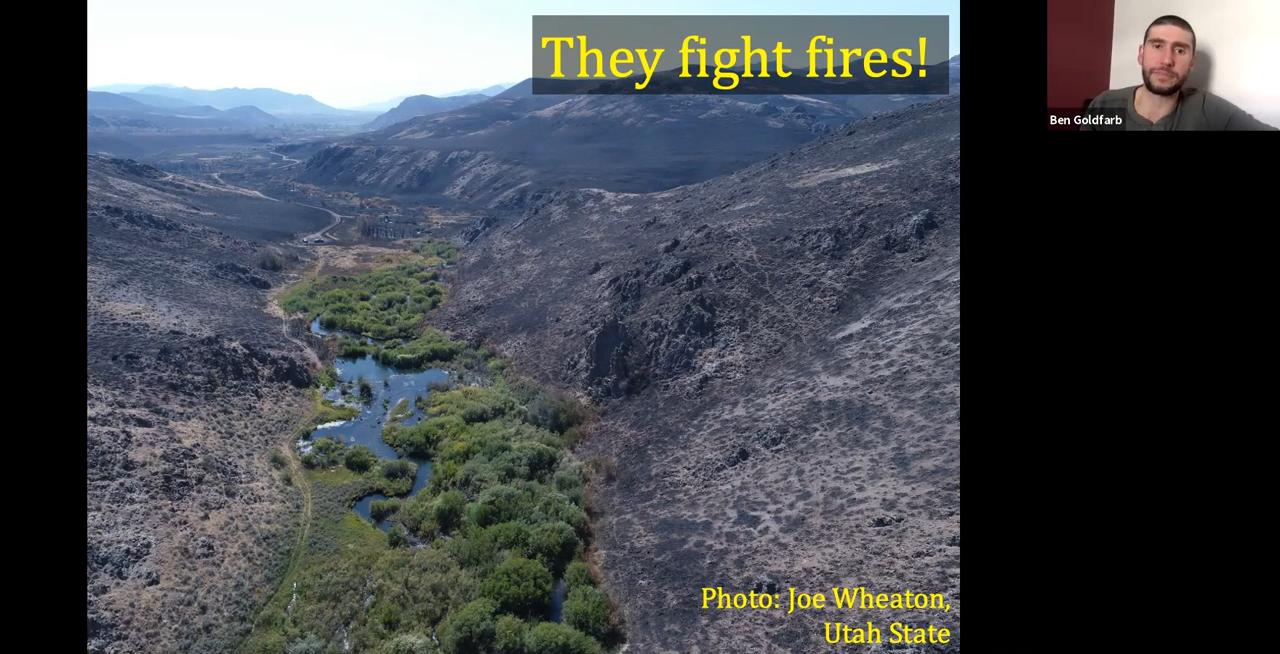 They fight fires!
Ben Goldfarb
Photo: Joe Wheaton,
Utah State